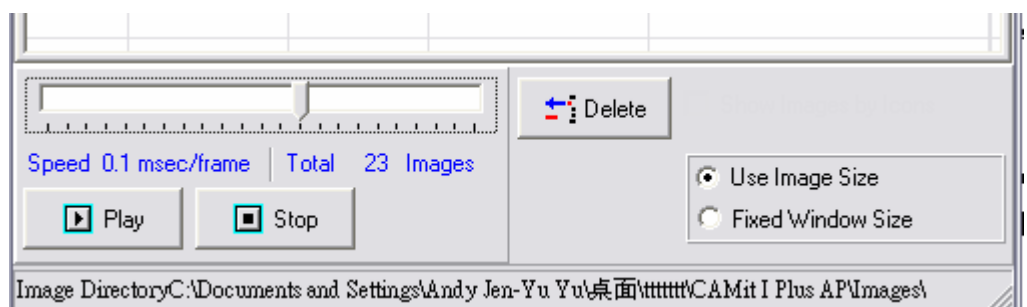 Delete
Speed 0.1 msec/frame Total 23 Images
Use Image Size
Play Stop
Fixed Window Size
Image DirectoryC:\Documents and Settings\Andy Jen-Yu Yu\桌面\ttttttt\CAMit I Plus AP\Images\